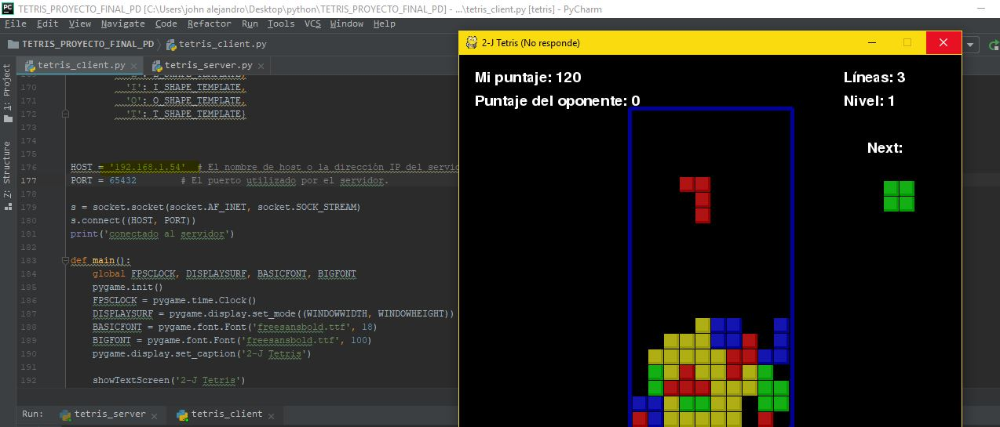 TETRIS_PROYECTO_FINAL_PD [C:\Users\john alejandro\Desktop\python\TETRIS_PROYECTO_FINAL_PD] - ...\tetris_client.py [tetris] - PyCharm
File Edit View Navigate Code Refactor Run Tools VCS Window Help
TETRIS_PROYECTO_FINAL_PD tetris_client.py
tetris_client.py tetris_server.py
1: Project
Z: Structure
170 'I': I_SHAPE_TEMPLATE,
171 'O': O_SHAPE_TEMPLATE,
172 'T': T_SHAPE_TEMPLATE}
173
174
175
176 HOST = '192.168.1.54' # El nombre de host o la dirección IP del servid
177 PORT = 65432 # El puerto utilizado por el servidor.
178
179 s = socket.socket(socket.AF_INET, socket.SOCK_STREAM)
180 s.connect((HOST, PORT))
181 print('conectado al servidor')
182
183 def main():
184 global FPSCLOCK, DISPLAYSURF, BASICFONT, BIGFONT
185 pygame.init()
186 FPSCLOCK = pygame.time.Clock()
187 DISPLAYSURF = pygame.display.set_mode((WINDOWWIDTH, WINDOWHEIGHT))
188 BASICFONT = pygame.font.Font('freesansbold.ttf', 18)
189 BIGFONT = pygame.font.Font('freesansbold.ttf', 100)
190 pygame.display.set_caption('2-J Tetris')
191
192 showTextScreen('2-J Tetris')
Run: tetris_server tetris_client
2-J Tetris (No responde)
Mi puntaje: 120
Puntaje del oponente: 0
Líneas: 3
Nivel: 1
Next: